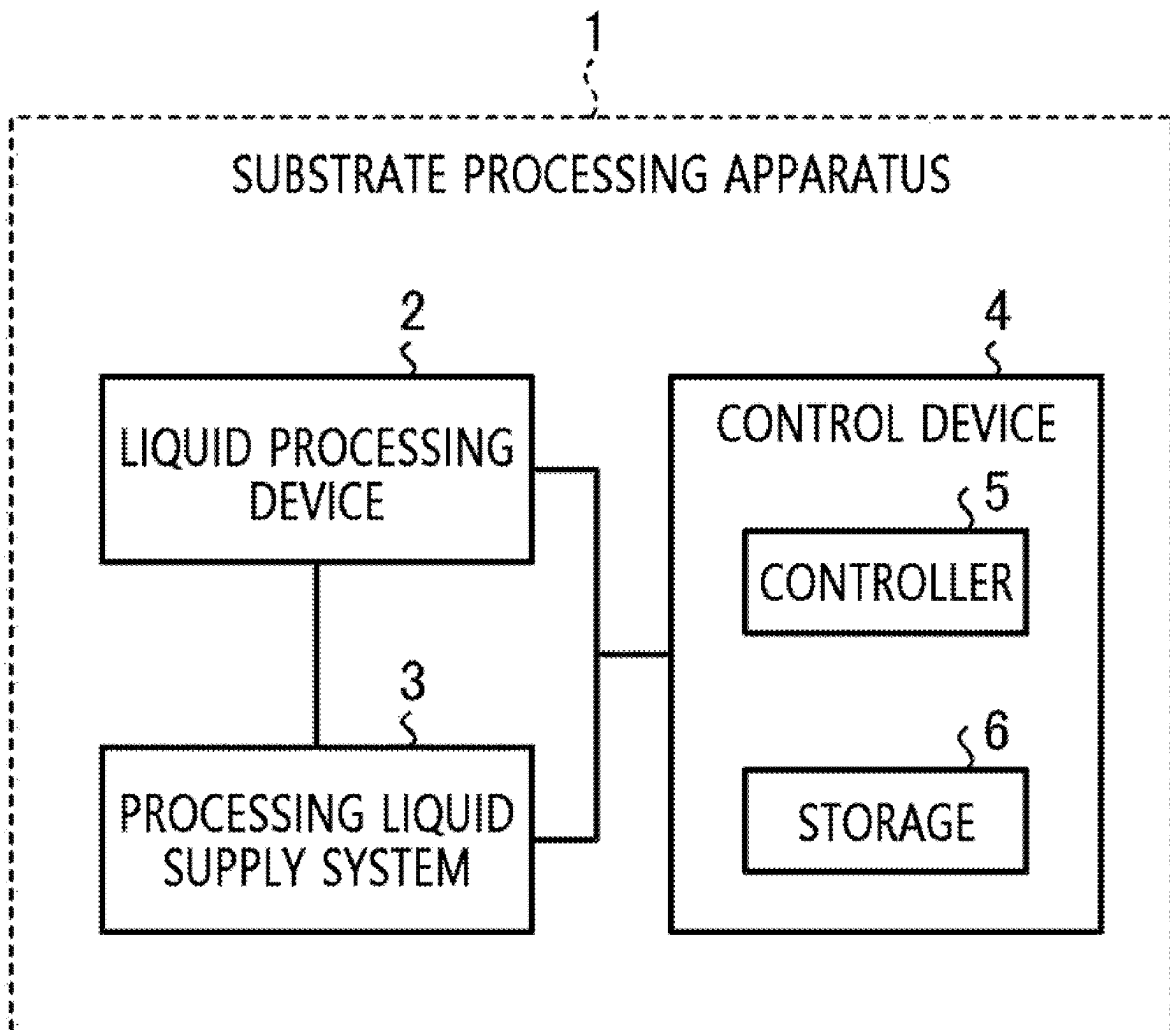 1
SUBSTRATE PROCESSING APPARATUS
2
LIQUID PROCESSING
DEVICE
3
PROCESSING LIQUID
SUPPLY SYSTEM
4
CONTROL DEVICE
5
CONTROLLER
6
STORAGE